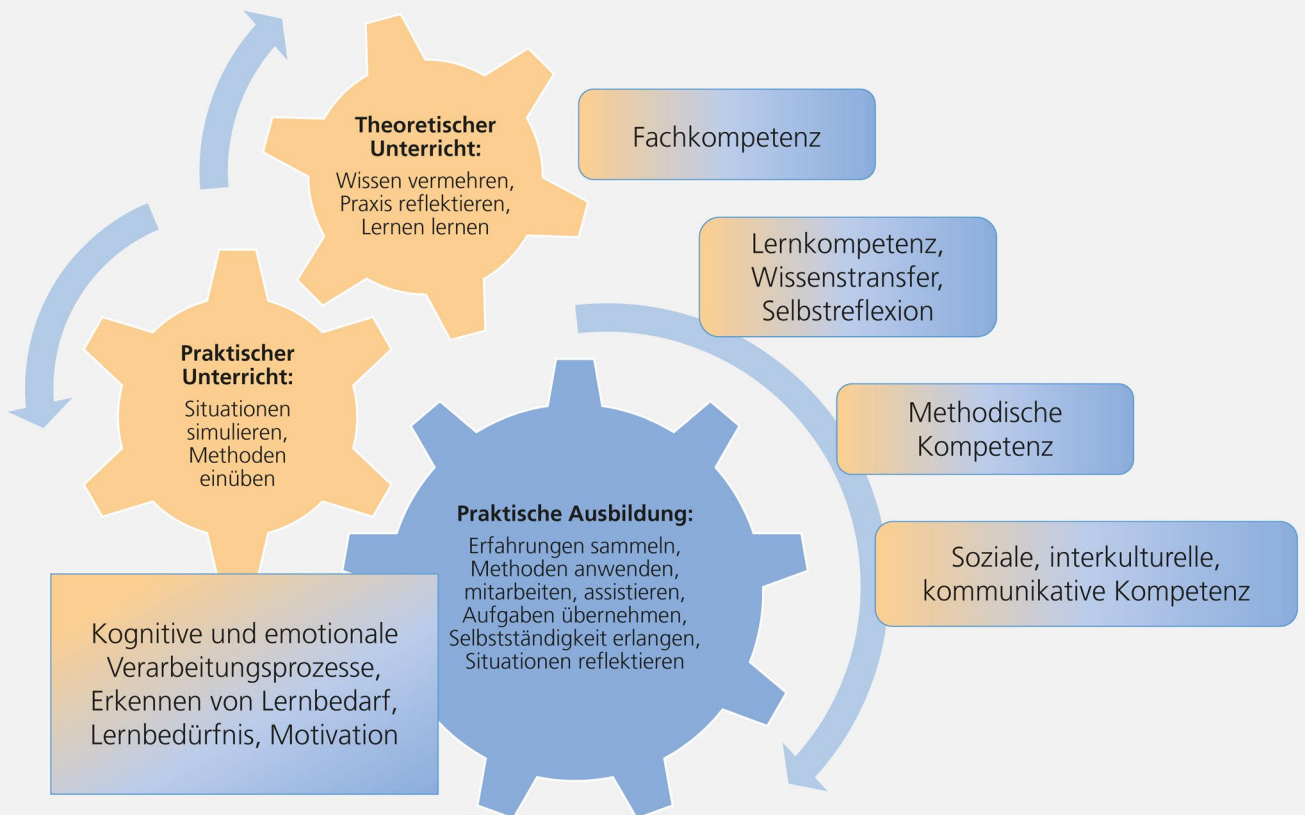 Theoretischer
Unterricht:
Wissen vermehren,
Praxis reflektieren,
Lernen lernen
Fachkompetenz
Lernkompetenz,
Wissenstransfer,
Selbstreflexion
Praktischer
Unterricht:
Situationen
simulieren,
Methoden
einüben
Methodische
Kompetenz
Praktische Ausbildung:
Erfahrungen sammeln,
Methoden anwenden,
mitarbeiten, assistieren,
Aufgaben übernehmen,
Selbstständigkeit erlangen,
Situationen reflektieren
Soziale, interkulturelle,
kommunikative Kompetenz
Kognitive und emotionale
Verarbeitungsprozesse,
Erkennen von Lernbedarf,
Lernbedürfnis, Motivation